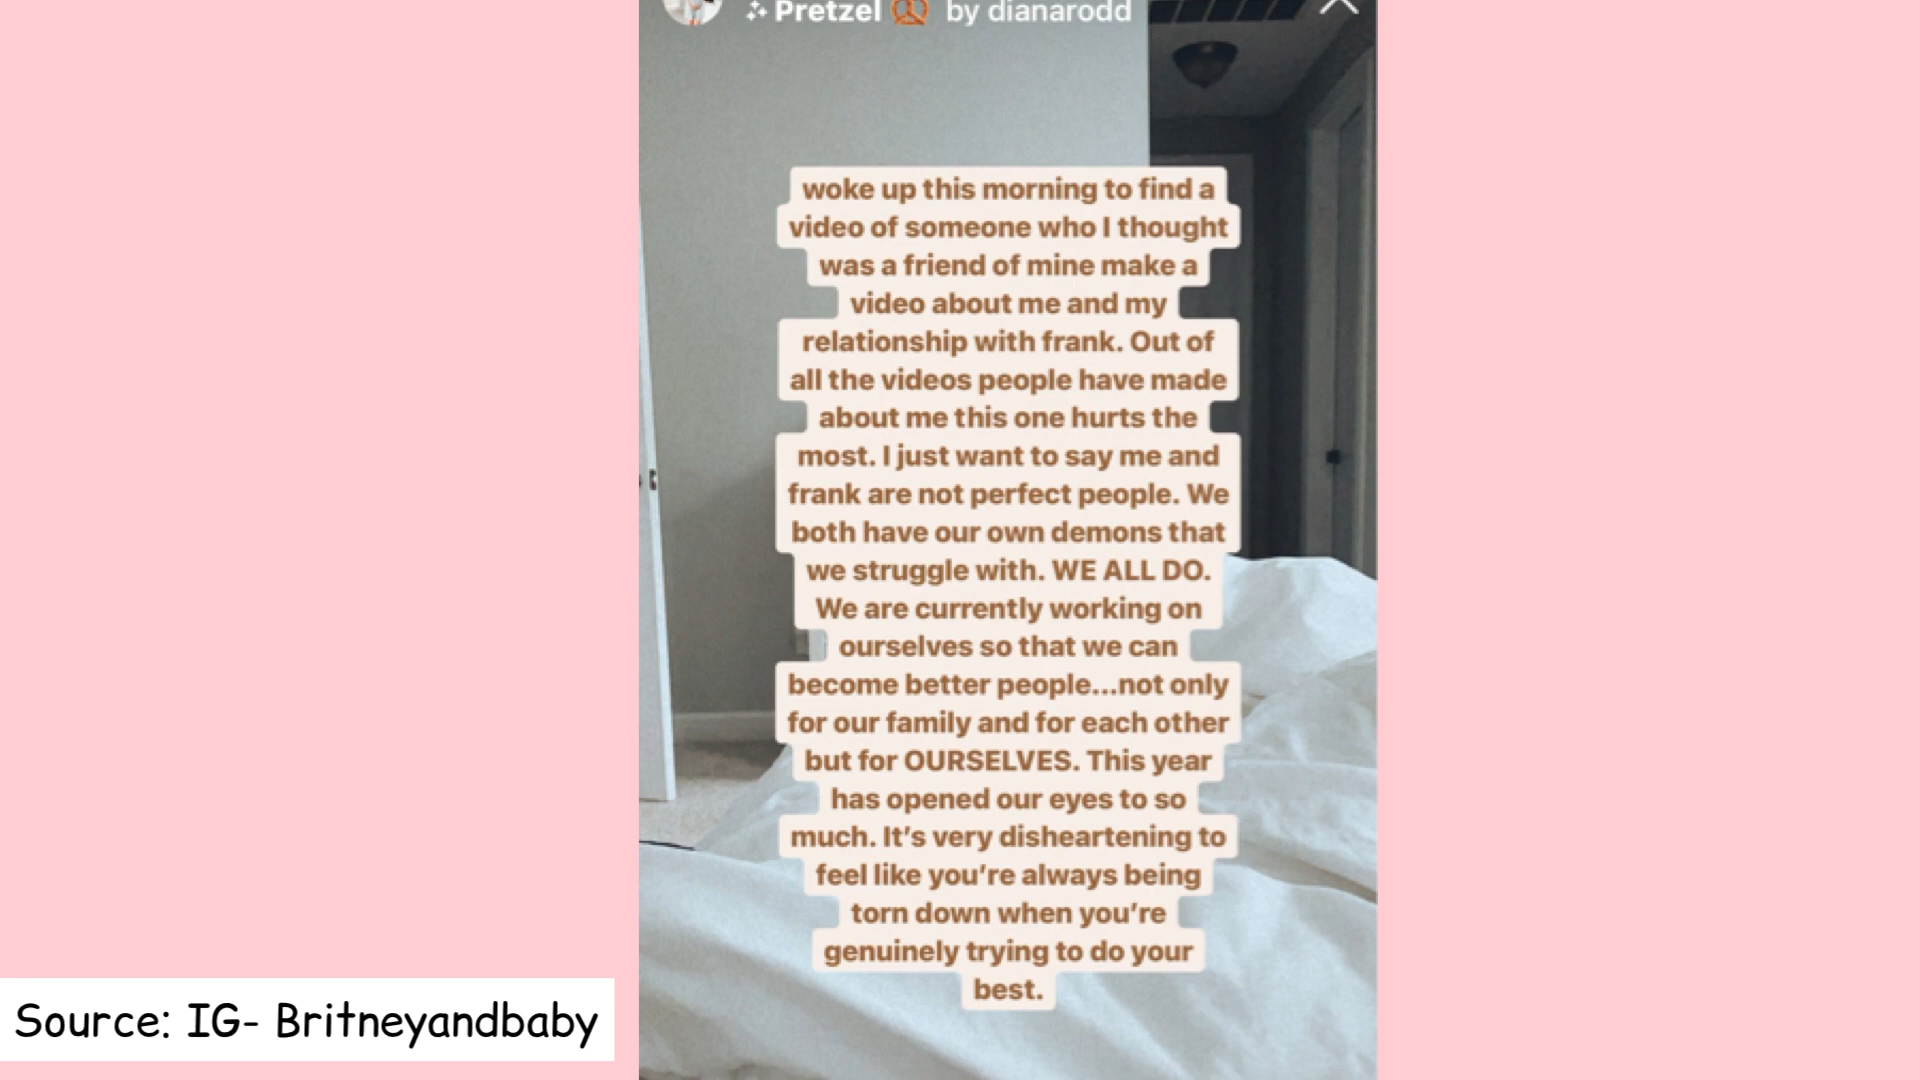 Pretzel 🥨 by dianarodd
woke up this morning to find a
video of someone who I thought
was a friend of mine make a
video about me and my
relationship with frank. Out of
all the videos people have made
about me this one hurts the
most. I just want to say me and
frank are not perfect people. We
both have our own demons that
we struggle with. WE ALL DO.
We are currently working on
ourselves so that we can
become better people...not only
for our family and for each other
but for OURSELVES. This year
has opened our eyes to so
much. It's very disheartening to
feel like you're always being
torn down when you're
genuinely trying to do your
best.
Source: IG- Britneyandbaby